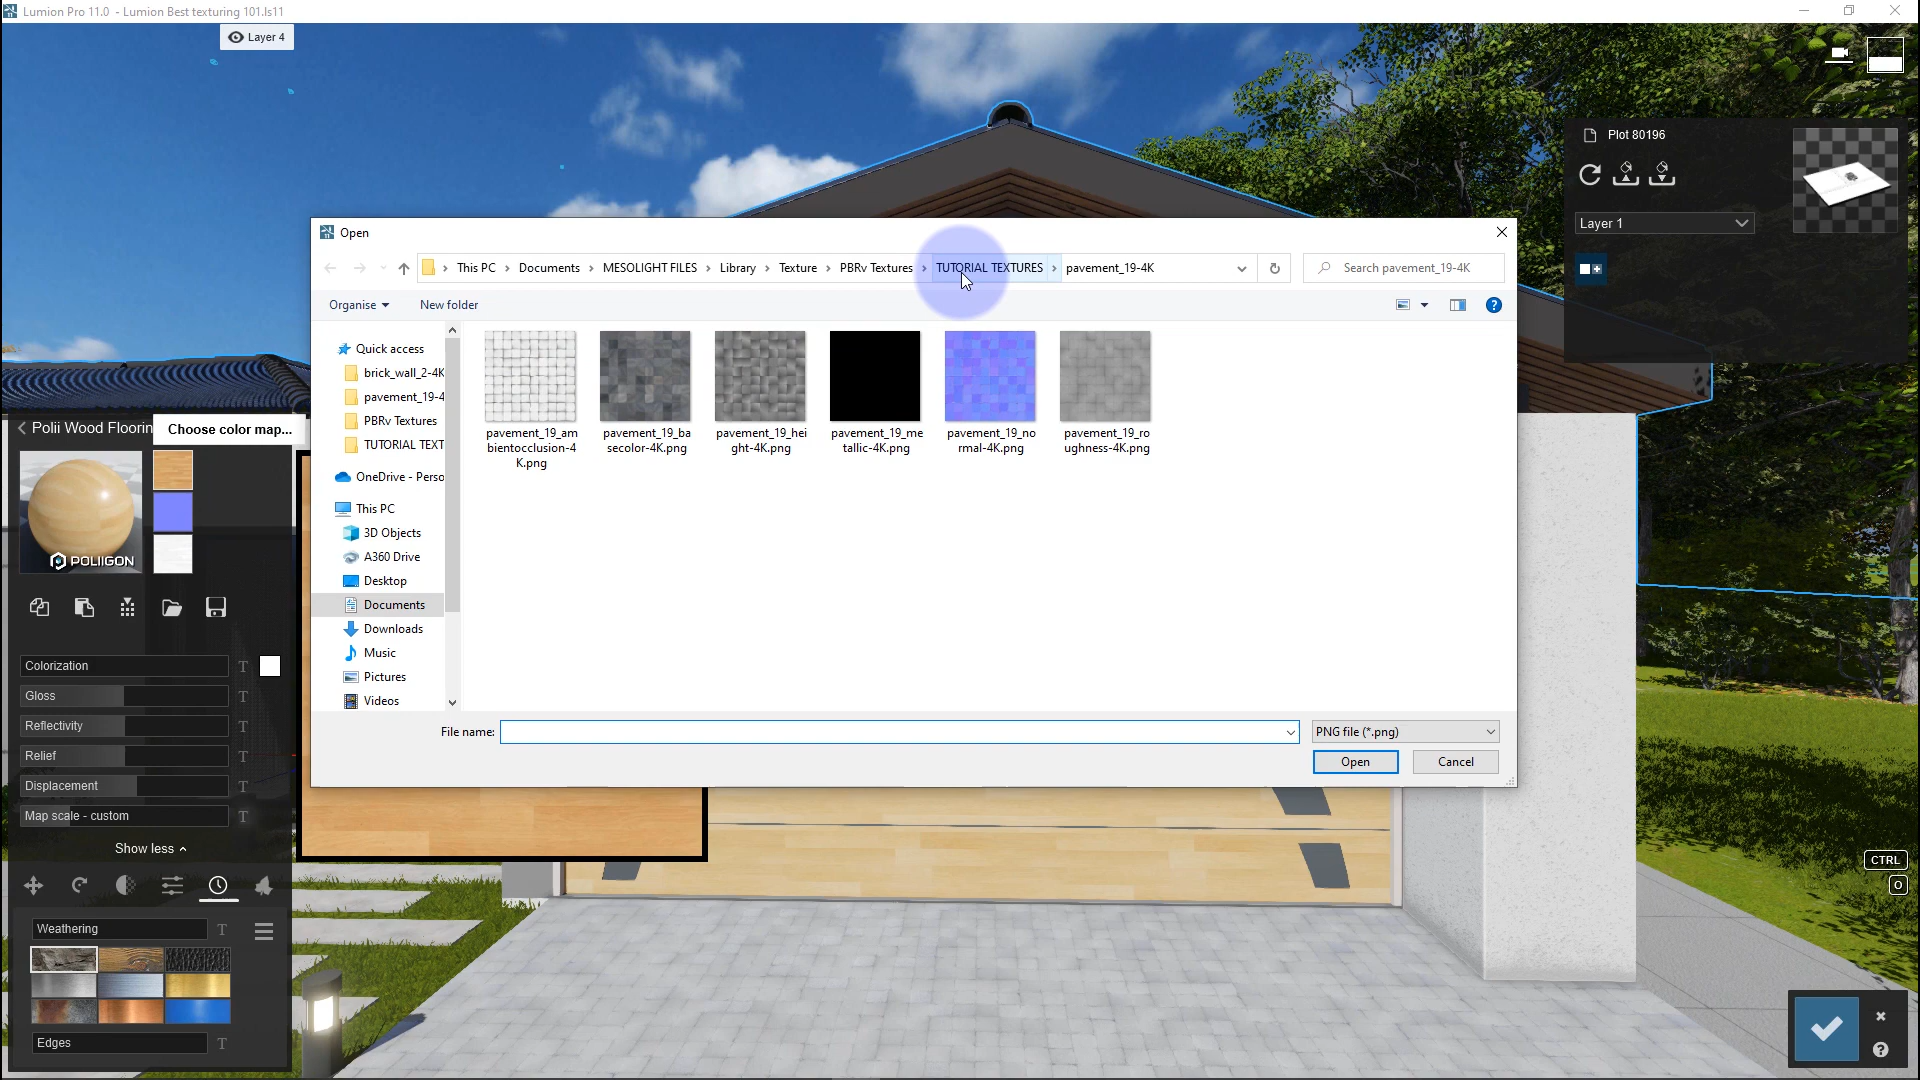 Lumion Pro 11.0 - Lumion Best texturing 101.ls11
Layer 4
Plot 80196
Layer 1
Open
This PC > Documents > MESOLIGHT FILES > Library > Texture > PBRv Textures > TUTORIAL TEXTURES > pavement_19-4K
Search pavement_19-4K
Organise
New folder
Quick access
brick_wall_2-4K
pavement_19-4
PBRv Textures
TUTORIAL TEXT
OneDrive - Perso
This PC
3D Objects
A360 Drive
Desktop
Documents
Downloads
Music
Pictures
Videos
pavement_19_am
bientocclusion-4
K.png
pavement_19_ba
secolor-4K.png
pavement_19_hei
ght-4K.png
pavement_19_me
tallic-4K.png
pavement_19_no
rmal-4K.png
pavement_19_ro
ughness-4K.png
File name:
PNG file (*.png)
Open
Cancel
Polii Wood Floorin
Choose color map...
POLIIGON
Colorization
T
Gloss
T
Reflectivity
T
Relief
T
Displacement
T
Map scale - custom
T
Show less
Weathering
T
Edges
T
CTRL
O